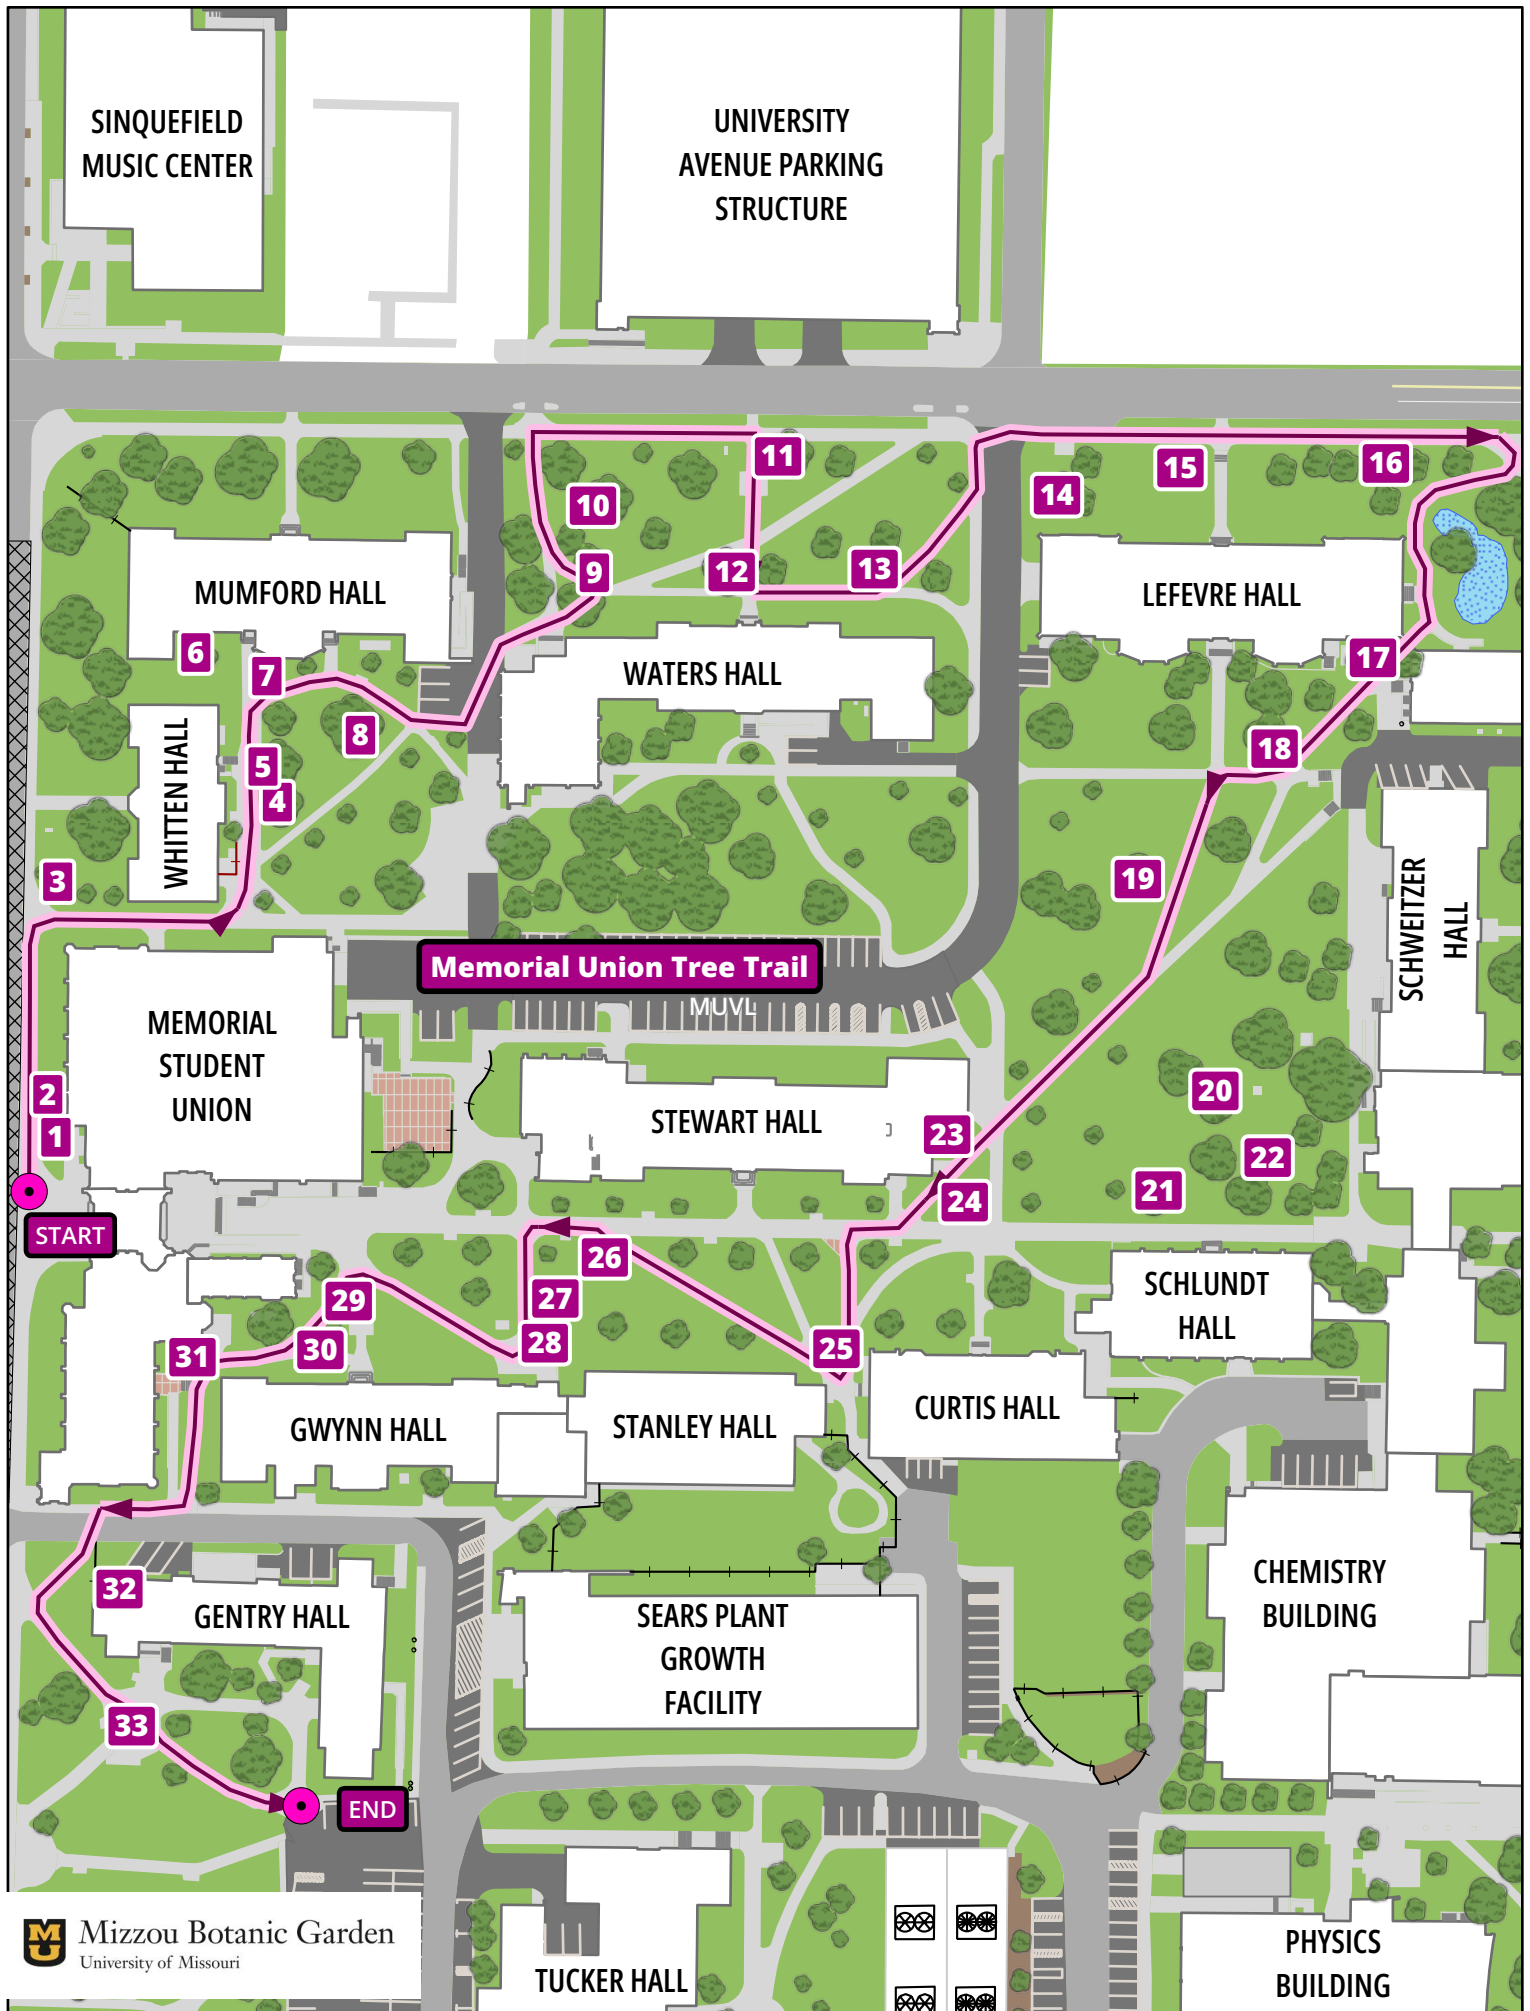 SINQUEFIELD
MUSIC CENTER
UNIVERSITY
AVENUE PARKING
STRUCTURE
11
16
15
14
10
9
12
13
MUMFORD HALL
LEFEVRE HALL
6
7
WATERS HALL
17
8
18
5
4
WHITTEN HALL
3
19
SCHWEITZER
HALL
Memorial Union Tree Trail
MUVL
MEMORIAL
STUDENT
UNION
2
1
STEWART HALL
20
23
22
21
24
START
26
27
28
29
30
31
25
SCHLUNDT
HALL
GWYNN HALL
STANLEY HALL
CURTIS HALL
32
GENTRY HALL
SEARS PLANT
GROWTH
FACILITY
CHEMISTRY
BUILDING
33
END
MU
Mizzou Botanic Garden
University of Missouri
TUCKER HALL
PHYSICS
BUILDING